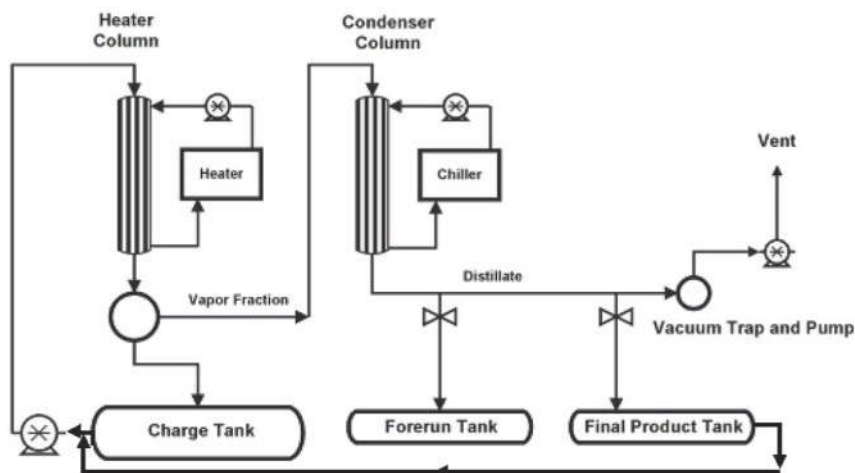 Heater
Column
Condenser
Column
Vent
Heater
Chiller
Distillate
Vapor Fraction
Vacuum Trap and Pump
Charge Tank
Forerun Tank
Final Product Tank